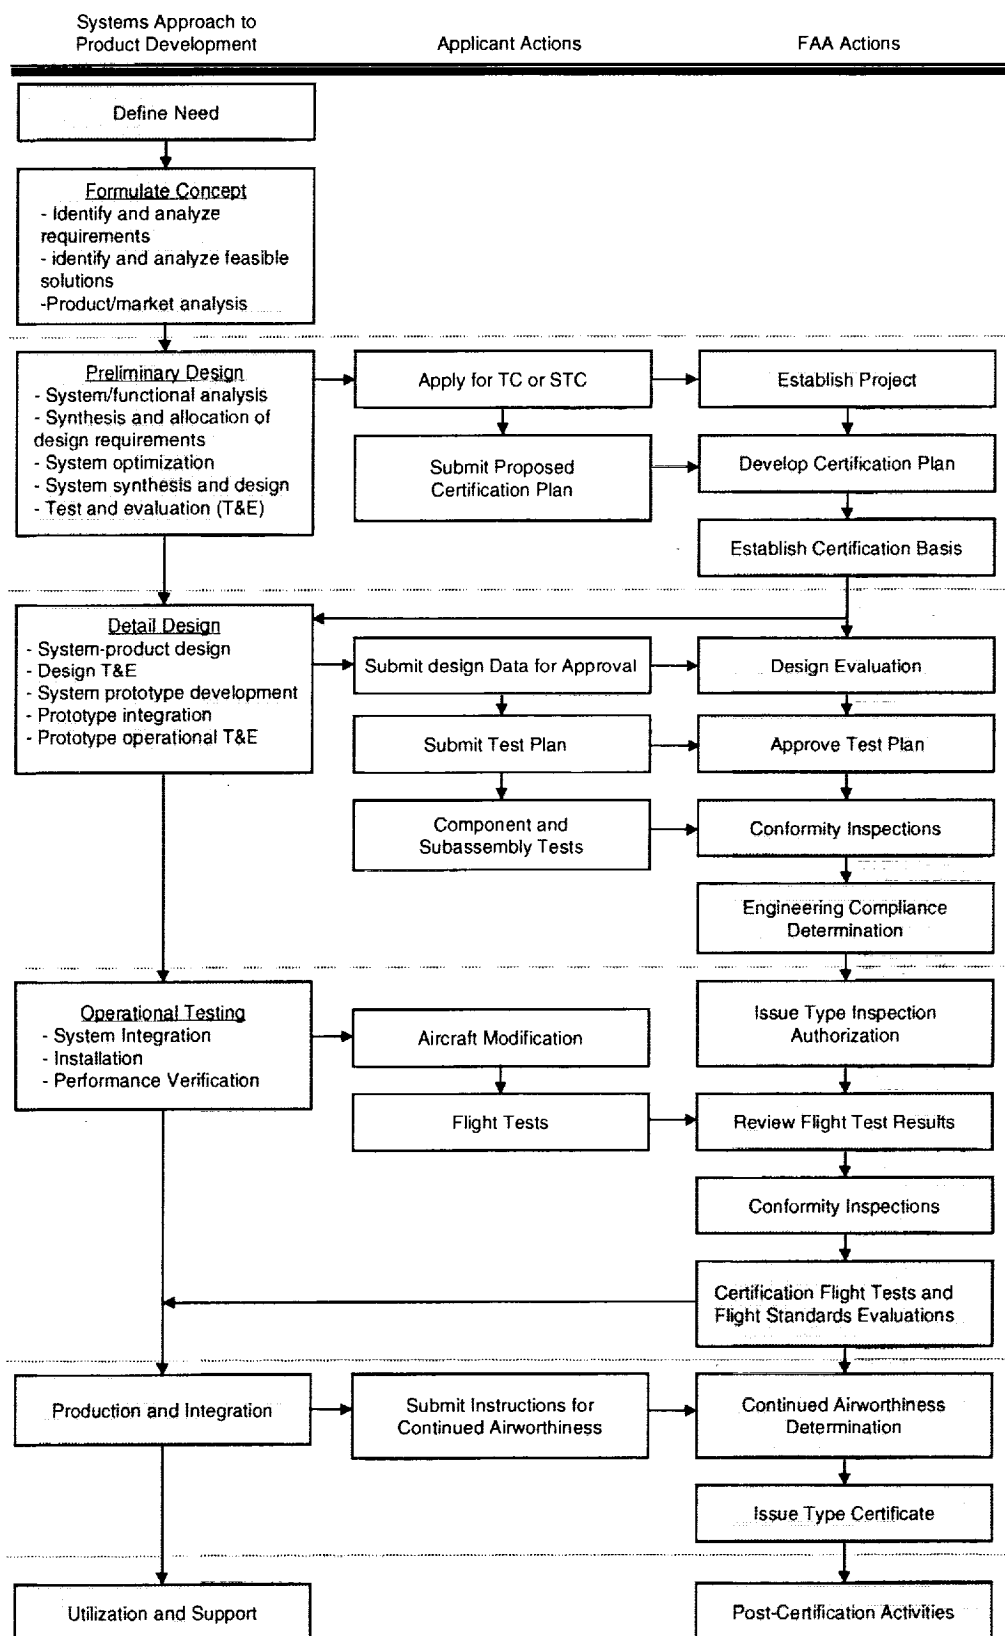 Systems Approach to
Product Development
Applicant Actions
FAA Actions
Define Need
Formulate Concept
- Identify and analyze
requirements
- identify and analyze feasible
solutions
-Product/market analysis
Preliminary Design
- System/functional analysis
- Synthesis and allocation of
design requirements
- System optimization
- System synthesis and design
- Test and evaluation (T&E)
Apply for TC or STC
Establish Project
Submit Proposed
Certification Plan
Develop Certification Plan
Establish Certification Basis
Detail Design
- System-product design
- Design T&E
- System prototype development
- Prototype integration
- Prototype operational T&E
Submit design Data for Approval
Design Evaluation
Submit Test Plan
Approve Test Plan
Component and
Subassembly Tests
Conformity Inspections
Engineering Compliance
Determination
Operational Testing
- System Integration
- Installation
- Performance Verification
Aircraft Modification
Issue Type Inspection
Authorization
Flight Tests
Review Flight Test Results
Conformity Inspections
Certification Flight Tests and
Flight Standards Evaluations
Production and Integration
Submit Instructions for
Continued Airworthiness
Continued Airworthiness
Determination
Issue Type Certificate
Utilization and Support
Post-Certification Activities